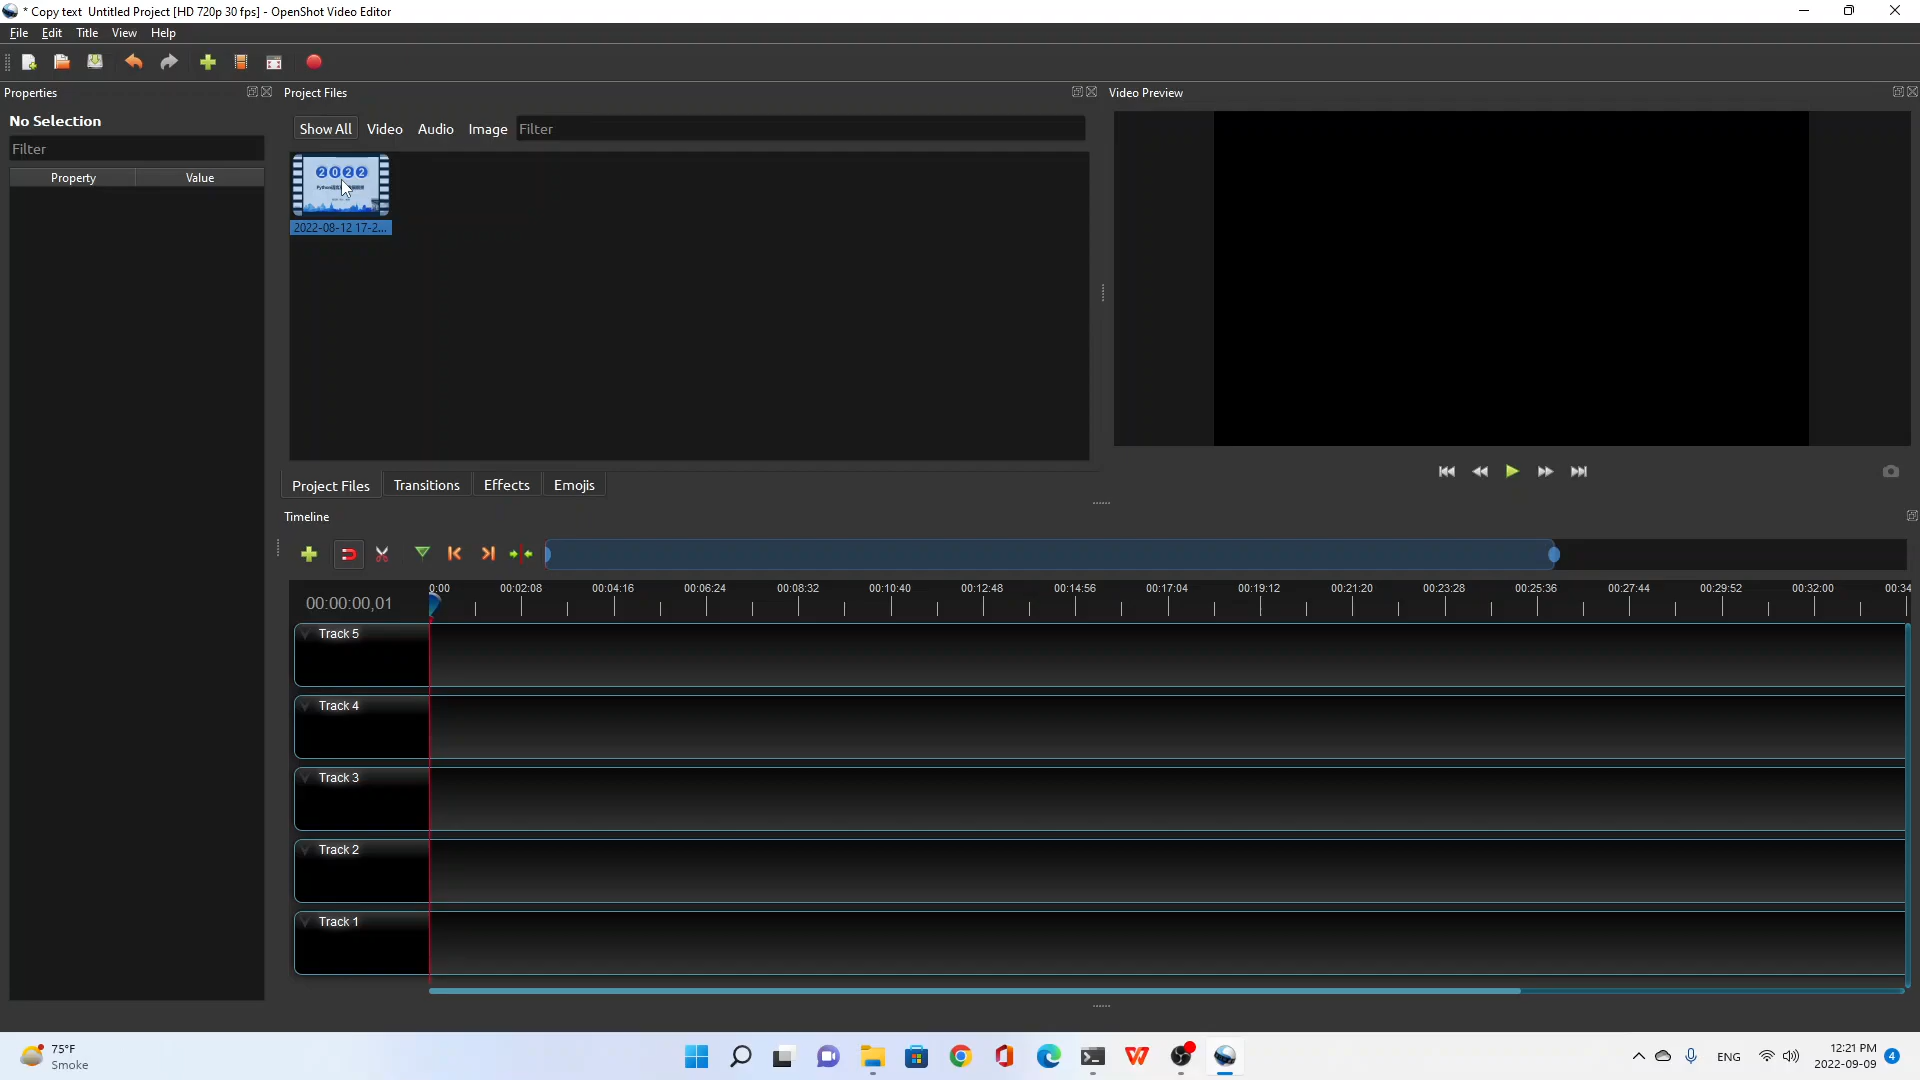 * Copy text  Untitled Project [HD 720p 30 fps] - OpenShot Video Editor
File Edit Title View Help
Properties
Project Files
Video Preview
No Selection
Filter
Property Value
Show All Video Audio Image Filter
2022
2022-08-12 17-2...
Project Files Transitions Effects Emojis
Timeline
00:00:00,01
0:00 00:02:08 00:04:16 00:06:24 00:08:32 00:10:40 00:12:48 00:14:56 00:17:04 00:19:12 00:21:20 00:23:28 00:25:36 00:27:44 00:29:52 00:32:00 00:34
Track 5
Track 4
Track 3
Track 2
Track 1
75°F
Smoke
ENG
12:21 PM
2022-09-09
4